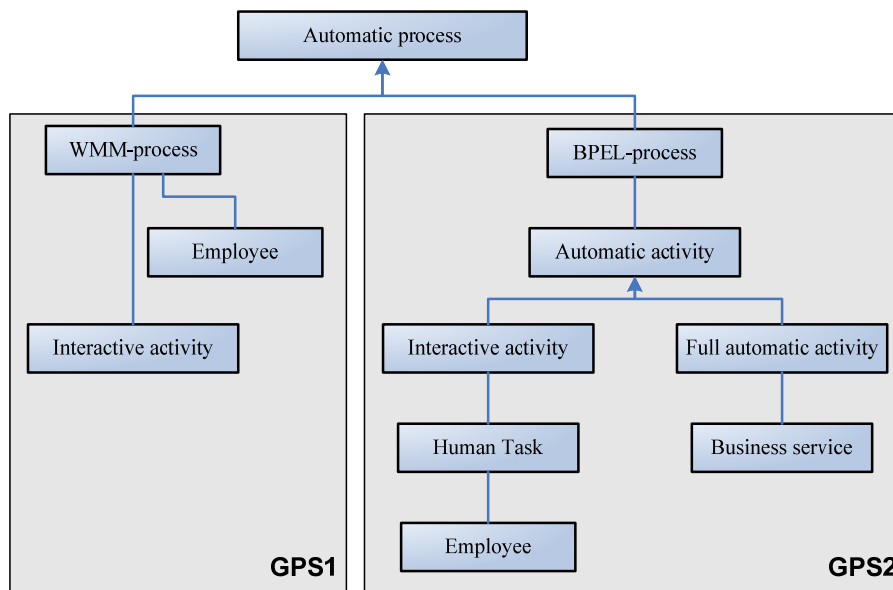 Automatic process
WMM-process
BPEL-process
Employee
Automatic activity
Interactive activity
Interactive activity
Full automatic activity
Human Task
Business service
Employee
GPS1
GPS2